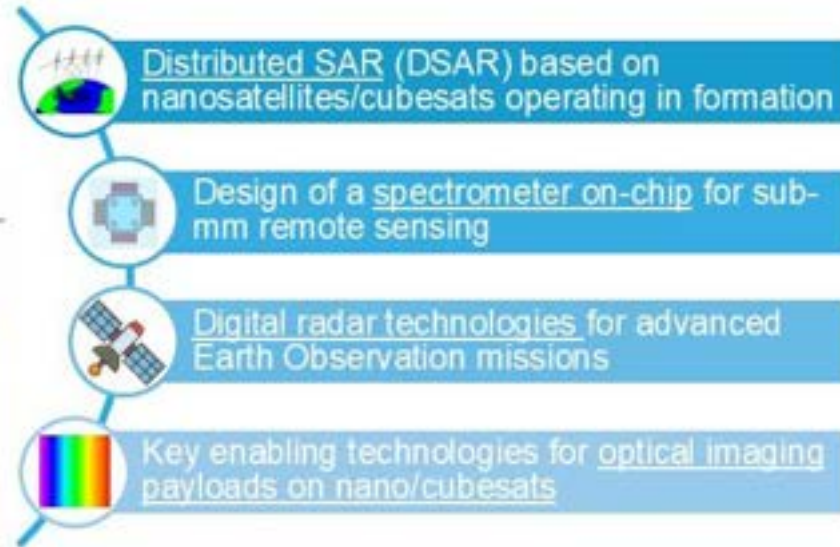 Distributed SAR (DSAR) based on
nanosatellites/cubesats operating in formation
Design of a spectrometer on-chip for sub-
mm remote sensing
Digital radar technologies for advanced
Earth Observation missions
Key enabling technologies for optical imaging
payloads on nano/cubesats